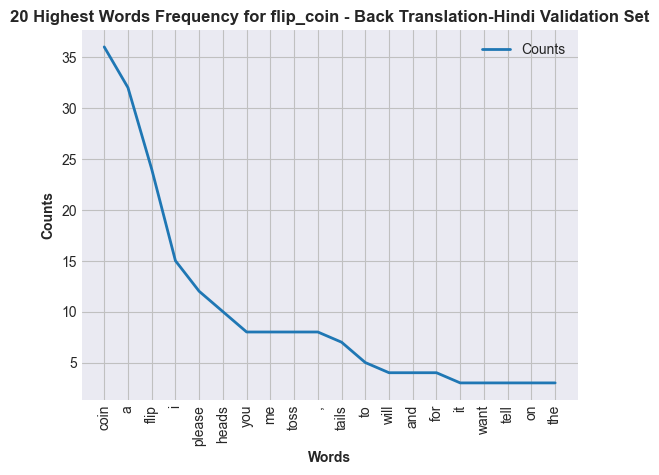 20 Highest Words Frequency for flip_coin - Back Translation-Hindi Validation Set
Counts
35
30
25
20
15
10
5
Counts
coin
a
flip
i
please
heads
you
me
toss
,
tails
to
will
and
for
it
want
tell
on
the
Words